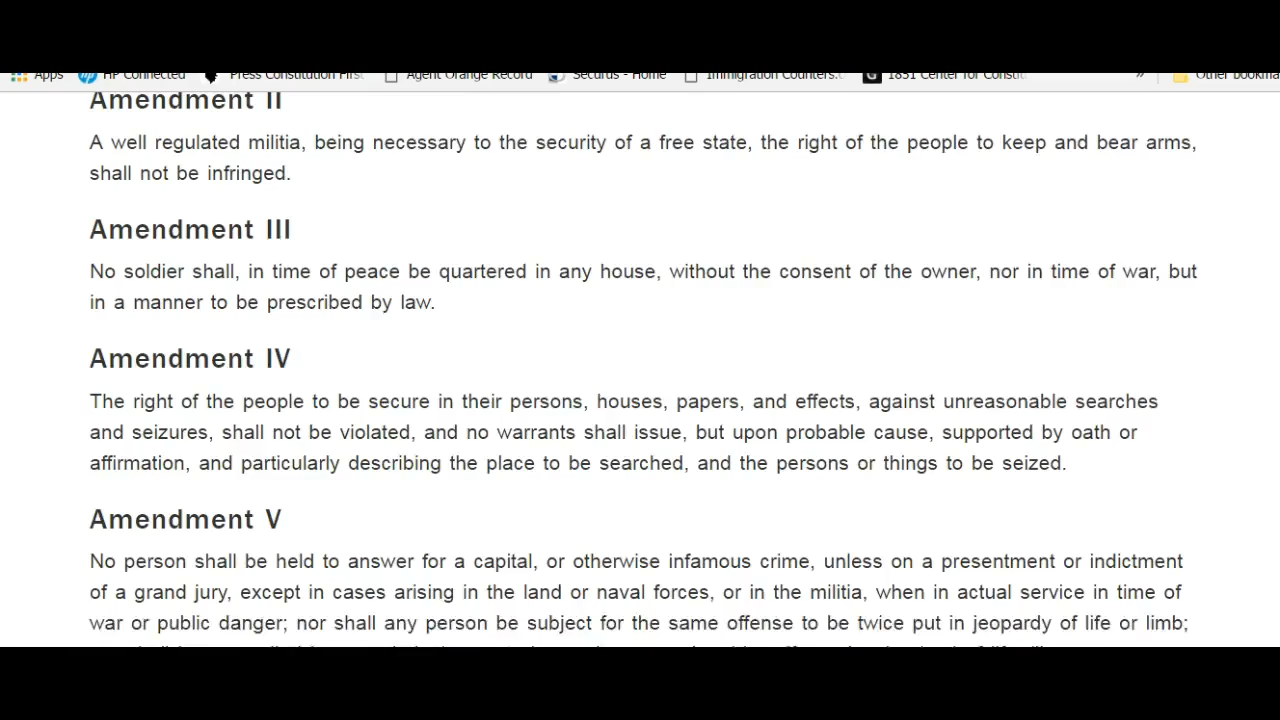 Apps HP Connected Press Constitution Firs Agent Orange Record Securus - Home Immigration Counters.c 1851 Center for Constit » Other bookma
Amendment II
A well regulated militia, being necessary to the security of a free state, the right of the people to keep and bear arms,
shall not be infringed.
Amendment III
No soldier shall, in time of peace be quartered in any house, without the consent of the owner, nor in time of war, but
in a manner to be prescribed by law.
Amendment IV
The right of the people to be secure in their persons, houses, papers, and effects, against unreasonable searches
and seizures, shall not be violated, and no warrants shall issue, but upon probable cause, supported by oath or
affirmation, and particularly describing the place to be searched, and the persons or things to be seized.
Amendment V
No person shall be held to answer for a capital, or otherwise infamous crime, unless on a presentment or indictment
of a grand jury, except in cases arising in the land or naval forces, or in the militia, when in actual service in time of
war or public danger; nor shall any person be subject for the same offense to be twice put in jeopardy of life or limb;